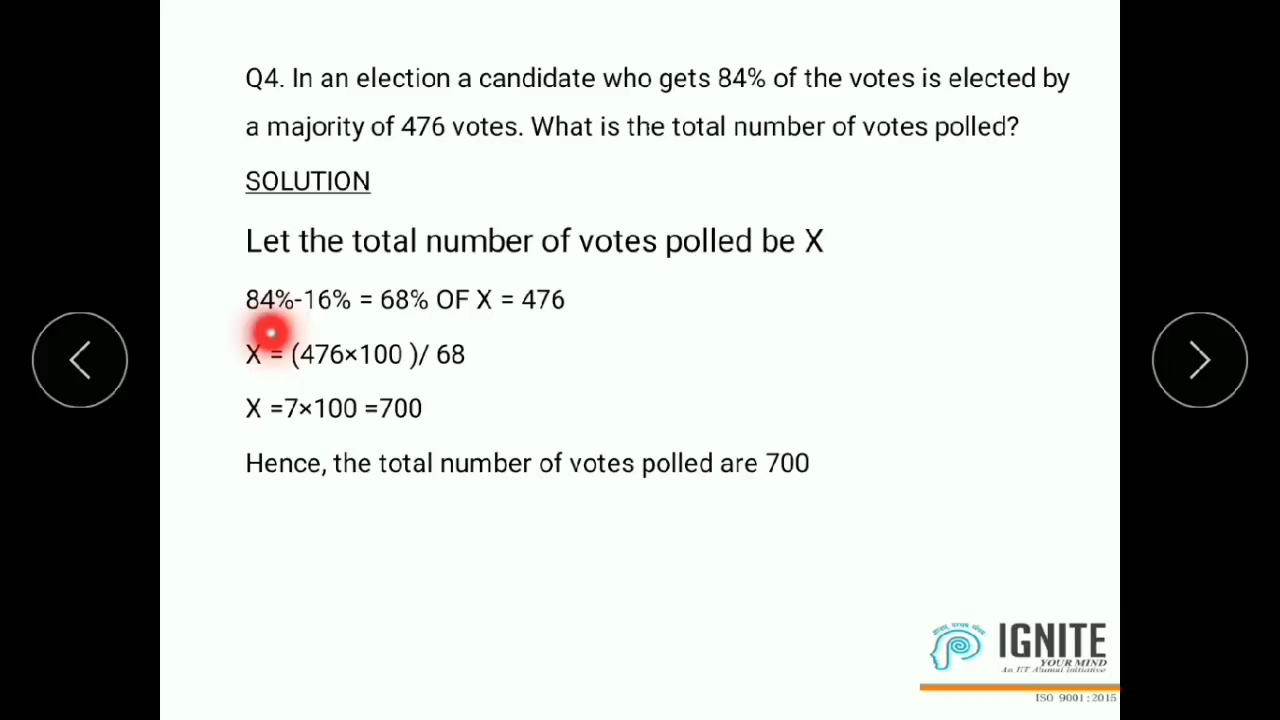 Q4. In an election a candidate who gets 84% of the votes is elected by
a majority of 476 votes. What is the total number of votes polled?
SOLUTION
Let the total number of votes polled be X
84%-16% = 68% OF X = 476
X = (476×100 )/ 68
X =7×100 =700
Hence, the total number of votes polled are 700
IGNITE
YOUR MIND
An IIT Alumni Initiative
ISO 9001:2015